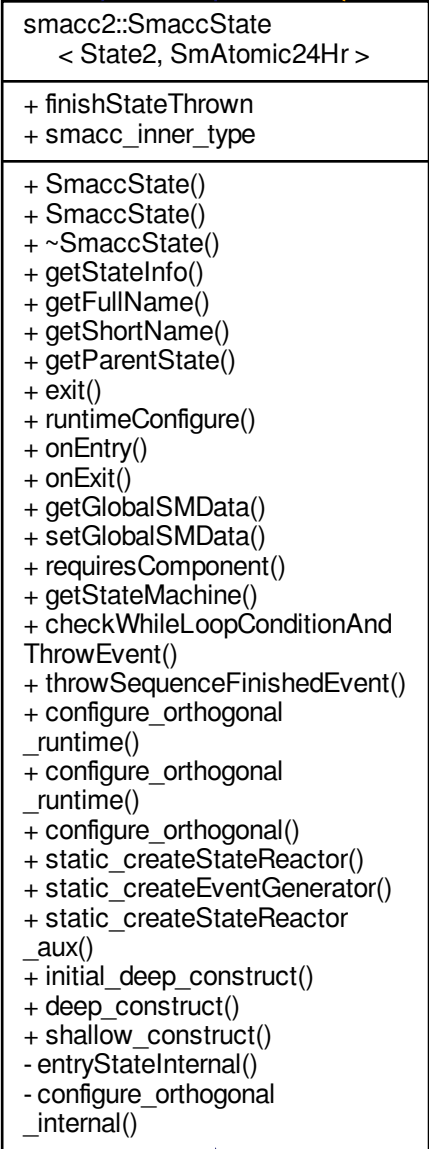 smacc2::SmaccState
< State2, SmAtomic24Hr >
+ finishStateThrown
+ smacc_inner_type
+ SmaccState()
+ SmaccState()
+ ~SmaccState()
+ getStateInfo()
+ getFullName()
+ getShortName()
+ getParentState()
+ exit()
+ runtimeConfigure()
+ onEntry()
+ onExit()
+ getGlobalSMData()
+ setGlobalSMData()
+ requiresComponent()
+ getStateMachine()
+ checkWhileLoopConditionAnd
ThrowEvent()
+ throwSequenceFinishedEvent()
+ configure_orthogonal
_runtime()
+ configure_orthogonal
_runtime()
+ configure_orthogonal()
+ static_createStateReactor()
+ static_createEventGenerator()
+ static_createStateReactor
_aux()
+ initial_deep_construct()
+ deep_construct()
+ shallow_construct()
- entryStateInternal()
- configure_orthogonal
_internal()